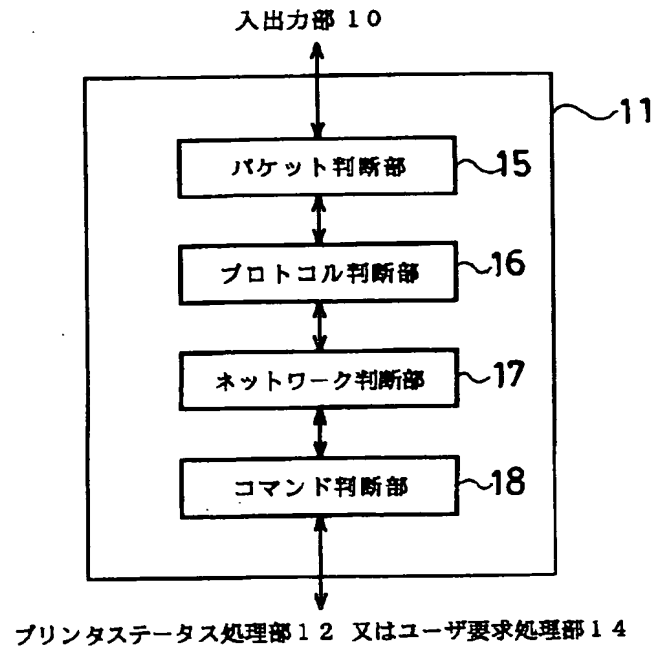 入出力部10
11
パケット判断部 15
プロトコル判断部 16
ネットワーク判断部 17
コマンド判断部 18
プリンタステータス処理部12 又はユーザ要求処理部14